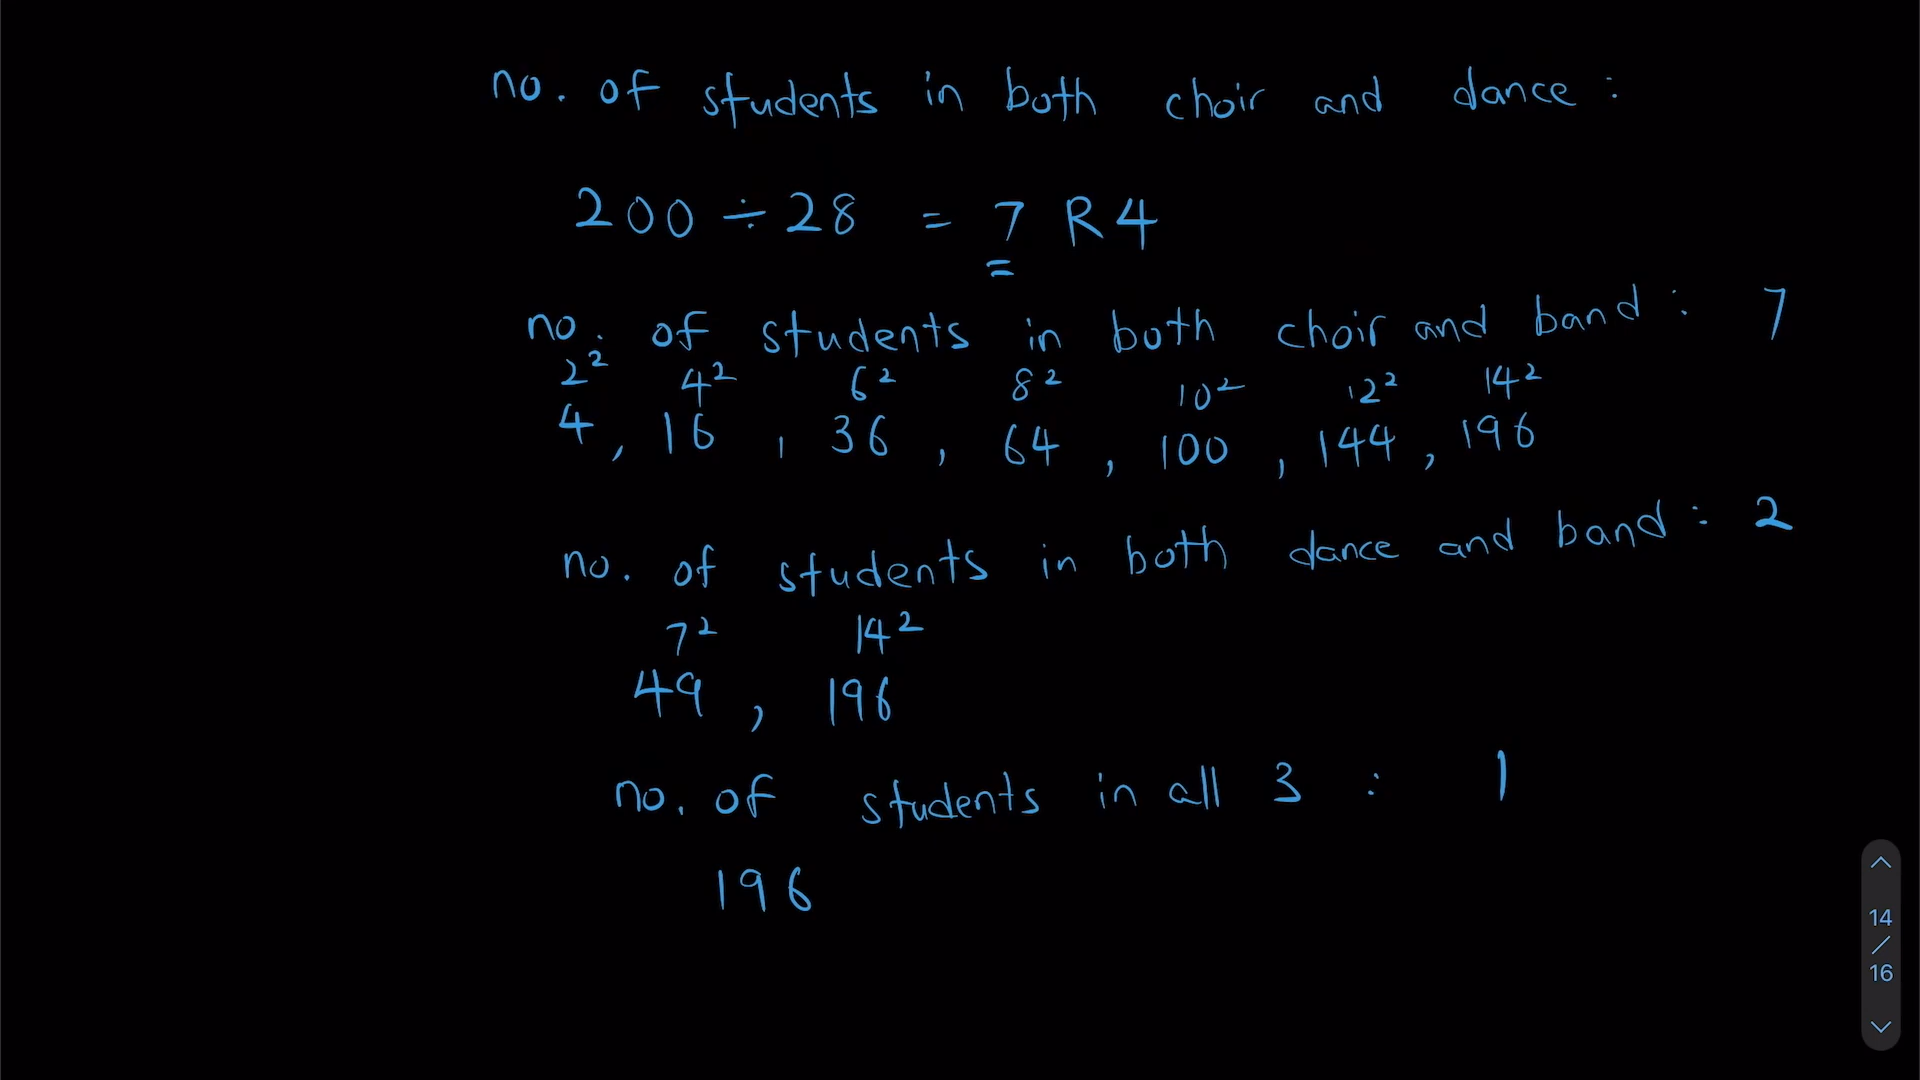 no. of students in both choir and dance :
200 ÷ 28 = 7 R4
no. of students in both choir and band : 7
2² 4² 6² 8² 10² 12² 14²
4 , 16 , 36 , 64 , 100 , 144 , 196
no. of students in both dance and band : 2
7² 14²
49 , 196
no. of students in all 3 : 1
196
14
/
16